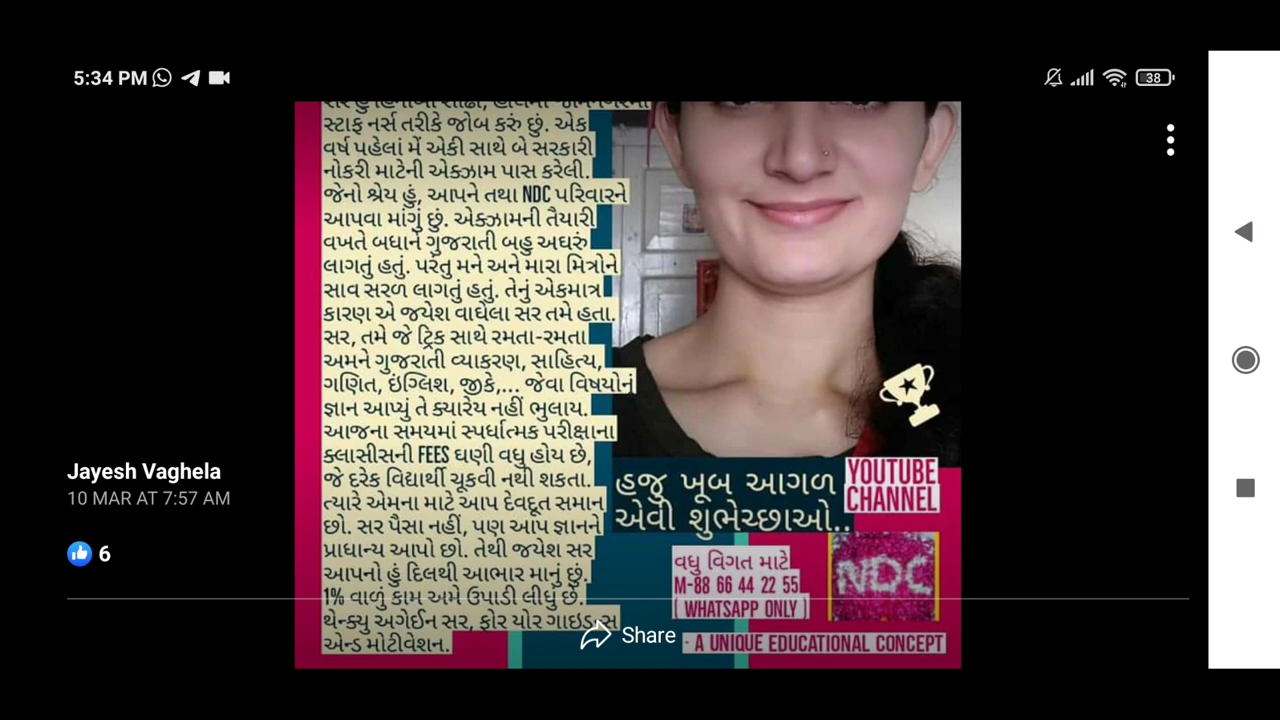 5:34 PM
38
સ્ટાફ નર્સ તરીકે જોબ કરું છું. એક
વર્ષ પહેલાં મેં એકી સાથે બે સરકારી
નોકરી માટેની એક્ઝામ પાસ કરેલી.
જેનો શ્રેય હું, આપને તથા NDC પરિવારને
આપવા માંગું છું. એક્ઝામની તૈયારી
વખતે બધાને ગુજરાતી બહુ અઘરું
લાગતું હતું. પરંતુ મને અને મારા મિત્રોને
સાવ સરળ લાગતું હતું. તેનું એકમાત્ર
કારણ એ જયેશ વાઘેલા સર તમે હતા.
સર, તમે જે ટ્રિક સાથે રમતા-રમતા
અમને ગુજરાતી વ્યાકરણ, સાહિત્ય,
ગણિત, ઇંગ્લિશ, જીકે,... જેવા વિષયોનું
જ્ઞાન આપ્યું તે ક્યારેય નહીં ભુલાય.
આજના સમયમાં સ્પર્ધાત્મક પરીક્ષાના
ક્લાસીસની FEES ઘણી વધુ હોય છે,
જે દરેક વિદ્યાર્થી ચૂકવી નથી શકતા.
ત્યારે એમના માટે આપ દેવદૂત સમાન
છો. સર પૈસા નહીં, પણ આપ જ્ઞાનને
પ્રાધાન્ય આપો છો. તેથી જયેશ સર
આપનો હું દિલથી આભાર માનું છું.
1% વાળું કામ અમે ઉપાડી લીધું છે.
થેન્ક્યુ અગેઈન સર, ફોર યોર ગાઇડન્સ
એન્ડ મોટીવેશન.
હજુ ખૂબ આગળ
એવી શુભેચ્છાઓ..
YOUTUBE
CHANNEL
વધુ વિગત માટે
M-88 66 44 22 55
( WHATSAPP ONLY )
NDC
- A UNIQUE EDUCATIONAL CONCEPT
Jayesh Vaghela
10 MAR AT 7:57 AM
6
Share